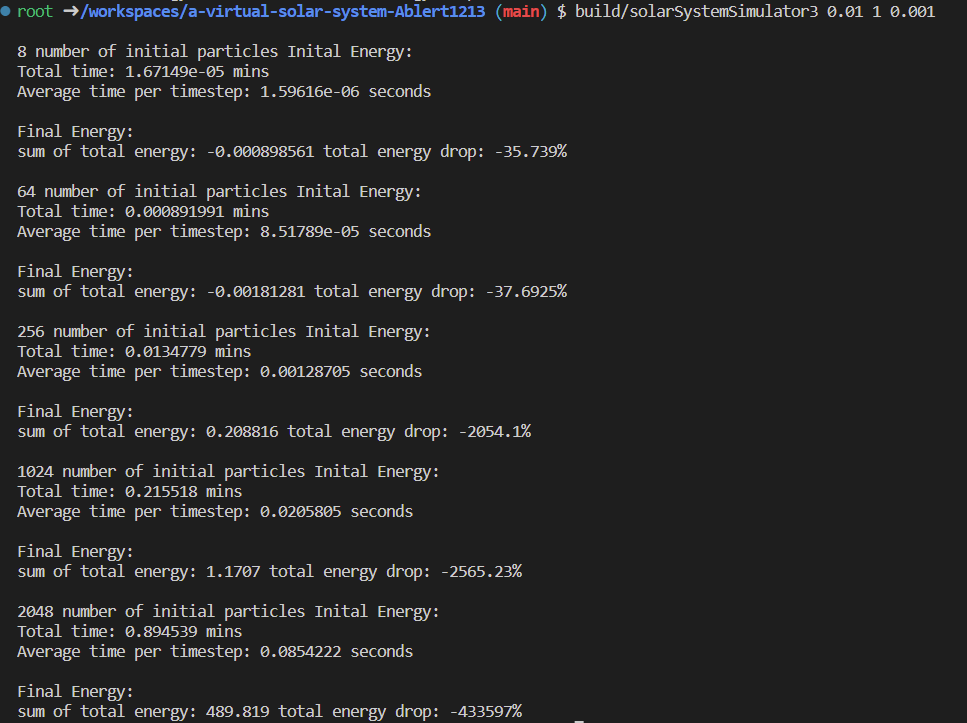 root ➜/workspaces/a-virtual-solar-system-Ablert1213 (main) $ build/solarSystemSimulator3 0.01 1 0.001
8 number of initial particles Inital Energy:
Total time: 1.67149e-05 mins
Average time per timestep: 1.59616e-06 seconds
Final Energy:
sum of total energy: -0.000898561 total energy drop: -35.739%
64 number of initial particles Inital Energy:
Total time: 0.000891991 mins
Average time per timestep: 8.51789e-05 seconds
Final Energy:
sum of total energy: -0.00181281 total energy drop: -37.6925%
256 number of initial particles Inital Energy:
Total time: 0.0134779 mins
Average time per timestep: 0.00128705 seconds
Final Energy:
sum of total energy: 0.208816 total energy drop: -2054.1%
1024 number of initial particles Inital Energy:
Total time: 0.215518 mins
Average time per timestep: 0.0205805 seconds
Final Energy:
sum of total energy: 1.1707 total energy drop: -2565.23%
2048 number of initial particles Inital Energy:
Total time: 0.894539 mins
Average time per timestep: 0.0854222 seconds
Final Energy:
sum of total energy: 489.819 total energy drop: -433597%